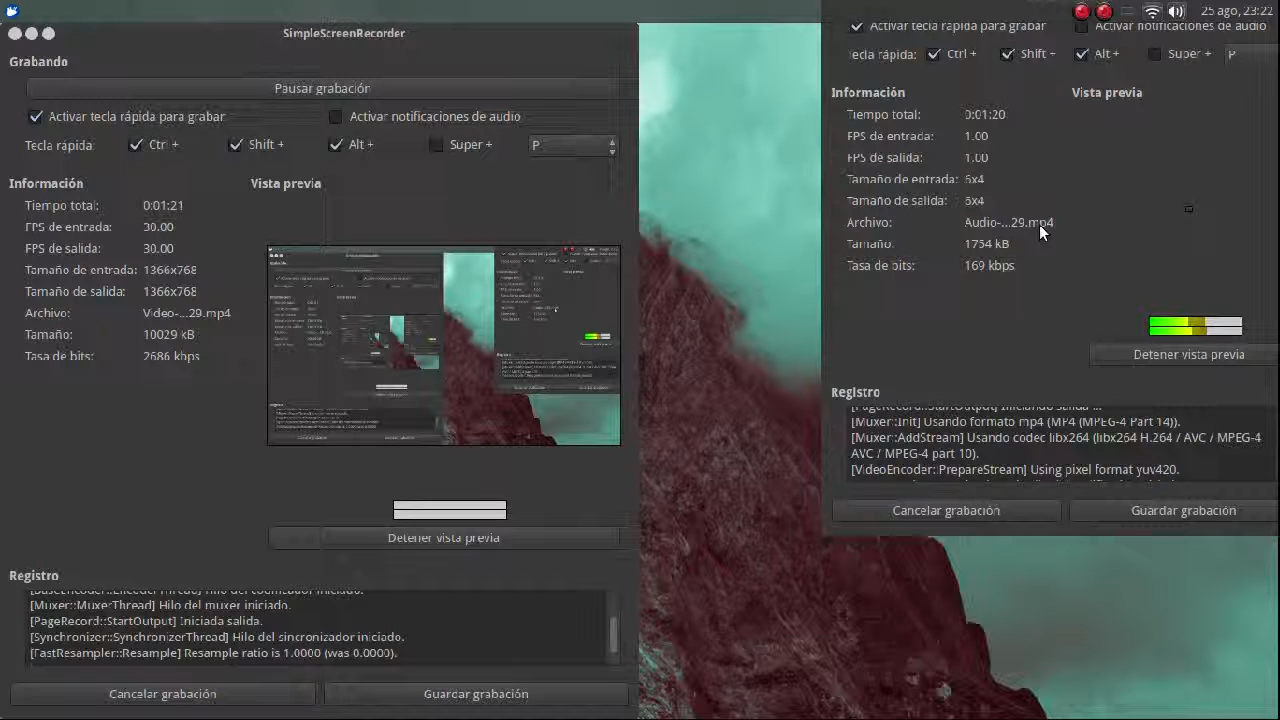 25 ago, 23:22
SimpleScreenRecorder
Grabando
Pausar grabación
Activar tecla rápida para grabar
Activar notificaciones de audio
Tecla rápida:
Ctrl +
Shift +
Alt +
Super +
P
Información
Vista previa
Tiempo total: 0:01:21
FPS de entrada: 30.00
FPS de salida: 30.00
Tamaño de entrada: 1366x768
Tamaño de salida: 1366x768
Archivo: Video-...29.mp4
Tamaño: 10029 kB
Tasa de bits: 2686 kbps
Detener vista previa
Registro
[Muxer::MuxerThread] Hilo del muxer iniciado.
[PageRecord::StartOutput] Iniciada salida.
[Synchronizer::SynchronizerThread] Hilo del sincronizador iniciado.
[FastResampler::Resample] Resample ratio is 1.0000 (was 0.0000).
Cancelar grabación
Guardar grabación
Activar tecla rápida para grabar
Activar notificaciones de audio
Tecla rápida:
Ctrl +
Shift +
Alt +
Super +
P
Información
Vista previa
Tiempo total: 0:01:20
FPS de entrada: 1.00
FPS de salida: 1.00
Tamaño de entrada: 6x4
Tamaño de salida: 6x4
Archivo: Audio-...29.mp4
Tamaño: 1754 kB
Tasa de bits: 169 kbps
Detener vista previa
Registro
[PageRecord::StartOutput] Iniciando salida ...
[Muxer::Init] Usando formato mp4 (MP4 (MPEG-4 Part 14)).
[Muxer::AddStream] Usando codec libx264 (libx264 H.264 / AVC / MPEG-4
AVC / MPEG-4 part 10).
[VideoEncoder::PrepareStream] Using pixel format yuv420.
Cancelar grabación
Guardar grabación